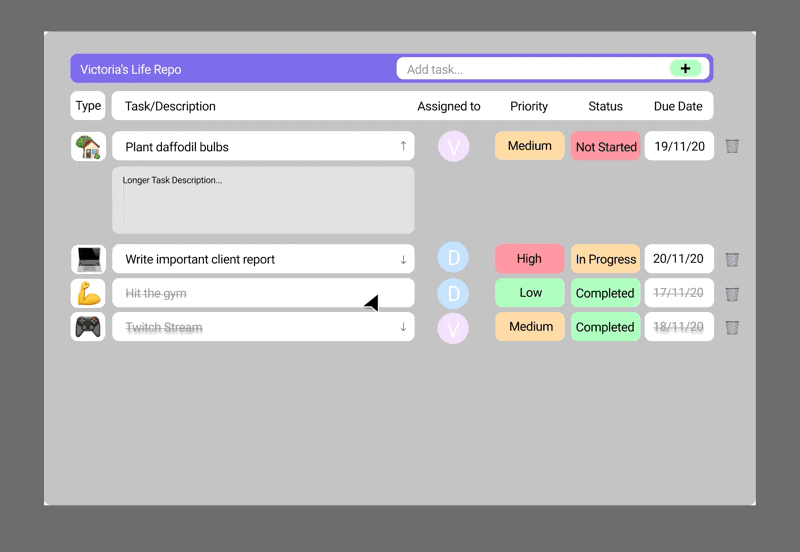 Victoria's Life Repo Add task... +
Type Task/Description Assigned to Priority Status Due Date
Plant daffodil bulbs ↑ V Medium Not Started 19/11/20
Longer Task Description...
Write important client report ↓ D High In Progress 20/11/20
Hit the gym D Low Completed 17/11/20
Twitch Stream ↓ V Medium Completed 18/11/20